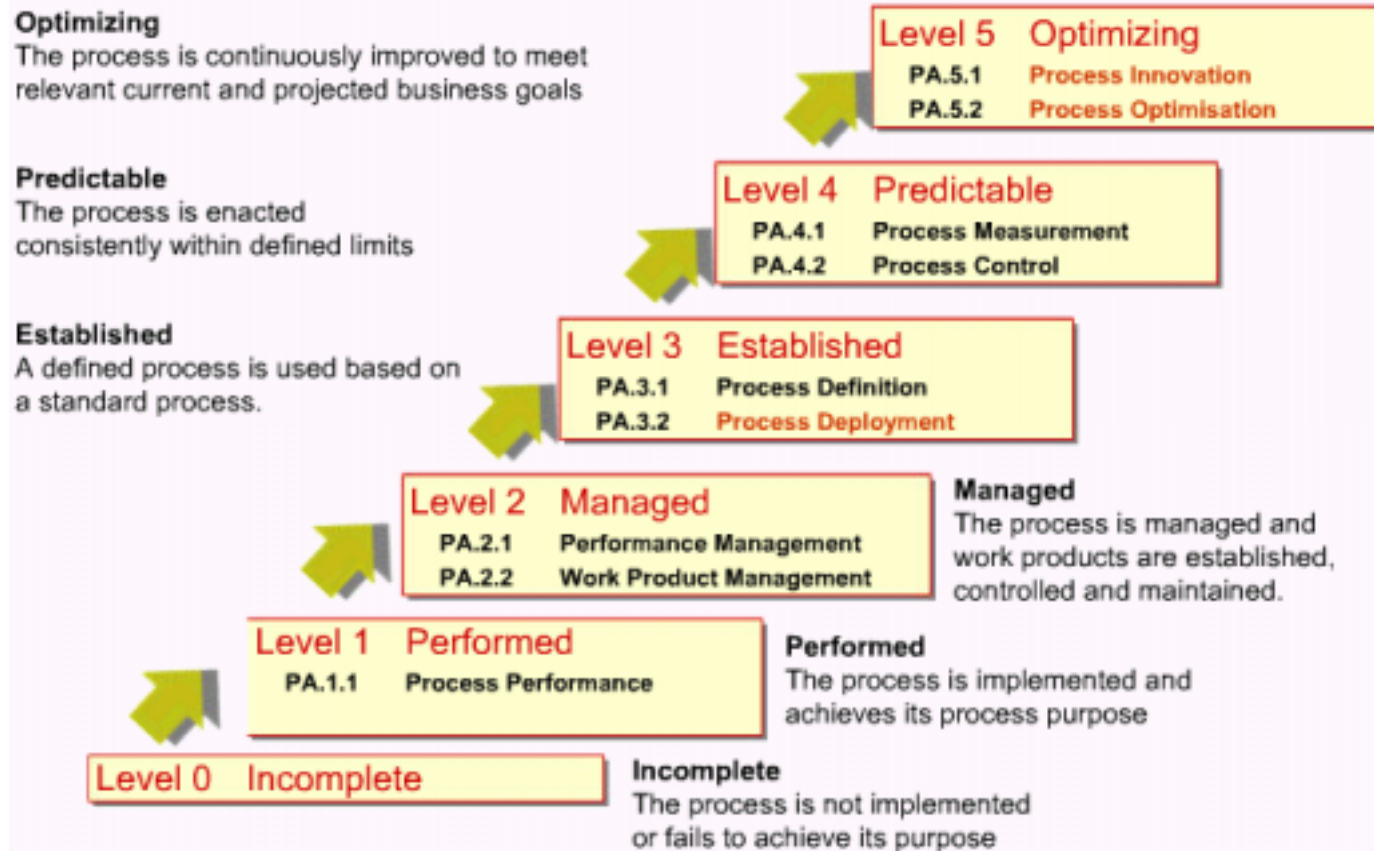 Optimizing
The process is continuously improved to meet
relevant current and projected business goals
Level 5 Optimizing
PA.5.1 Process Innovation
PA.5.2 Process Optimisation
Predictable
The process is enacted
consistently within defined limits
Level 4 Predictable
PA.4.1 Process Measurement
PA.4.2 Process Control
Established
A defined process is used based on
a standard process.
Level 3 Established
PA.3.1 Process Definition
PA.3.2 Process Deployment
Level 2 Managed
PA.2.1 Performance Management
PA.2.2 Work Product Management
Managed
The process is managed and
work products are established,
controlled and maintained.
Level 1 Performed
PA.1.1 Process Performance
Performed
The process is implemented and
achieves its process purpose
Level 0 Incomplete
Incomplete
The process is not implemented
or fails to achieve its purpose